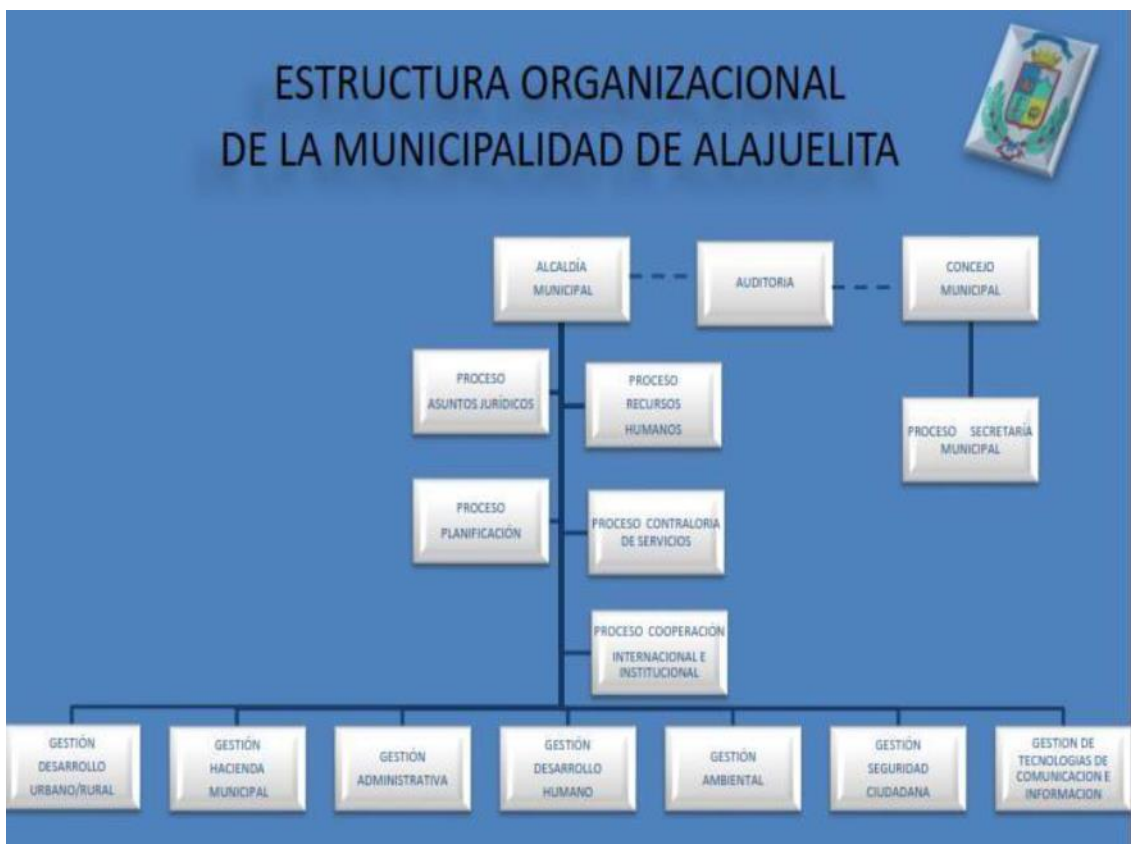 ESTRUCTURA ORGANIZACIONAL
DE LA MUNICIPALIDAD DE ALAJUELITA
ALCALDÍA
MUNICIPAL
AUDITORIA
CONCEJO
MUNICIPAL
PROCESO
ASUNTOS JURÍDICOS
PROCESO
RECURSOS
HUMANOS
PROCESO SECRETARÍA
MUNICIPAL
PROCESO
PLANIFICACIÓN
PROCESO CONTRALORIA
DE SERVICIOS
PROCESO COOPERACIÓN
INTERNACIONAL E
INSTITUCIONAL
GESTIÓN
DESARROLLO
URBANO/RURAL
GESTIÓN
HACIENDA
MUNICIPAL
GESTIÓN
ADMINISTRATIVA
GESTIÓN
DESARROLLO
HUMANO
GESTIÓN
AMBIENTAL
GESTIÓN
SEGURIDAD
CIUDADANA
GESTION DE
TECNOLOGIAS DE
COMUNICACION E
INFORMACION